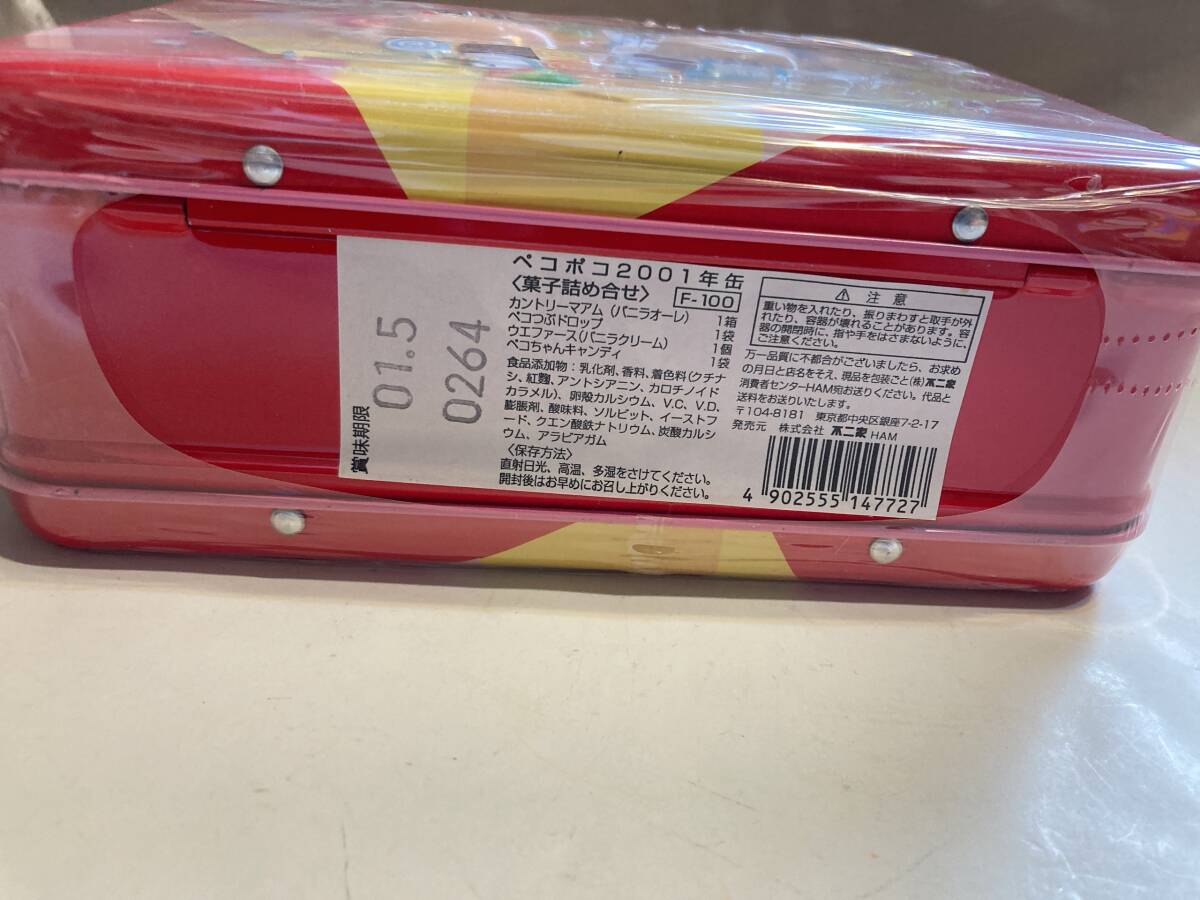 賞味期限
01.5
0264
ペコポコ2001年缶
〈菓子詰め合せ〉 F-100
カントリーマアム (バニラオーレ) 1箱
ペコつぶドロップ 1袋
ウエファース(バニラクリーム) 1個
ペコちゃんキャンディ 1袋
食品添加物:乳化剤、香料、着色料(クチナ
シ、紅麹、アントシアニン、カロチノイド
カラメル)、卵殻カルシウム、V.C、V.D、
膨脹剤、酸味料、ソルビット、イーストフ
ード、クエン酸鉄ナトリウム、炭酸カルシ
ウム、アラビアガム
〈保存方法〉
直射日光、高温、多湿をさけてください。
開封後はお早めにお召し上がりください。
⚠ 注意
重い物を入れたり、振りまわすと取手が外
れたり、容器が壊れることがあります。容
器の開閉時に、指や手をはさまないように、
ご注意ください。
万一品質に不都合がございましたら、お求め
の月日と店名をそえ、現品を包装ごと(株)不二家
消費者センターHAM宛お送りください。代品と
送料をお送りいたします。
〒104-8181 東京都中央区銀座7-2-17
発売元 株式会社 不二家 HAM
4 902555 147727